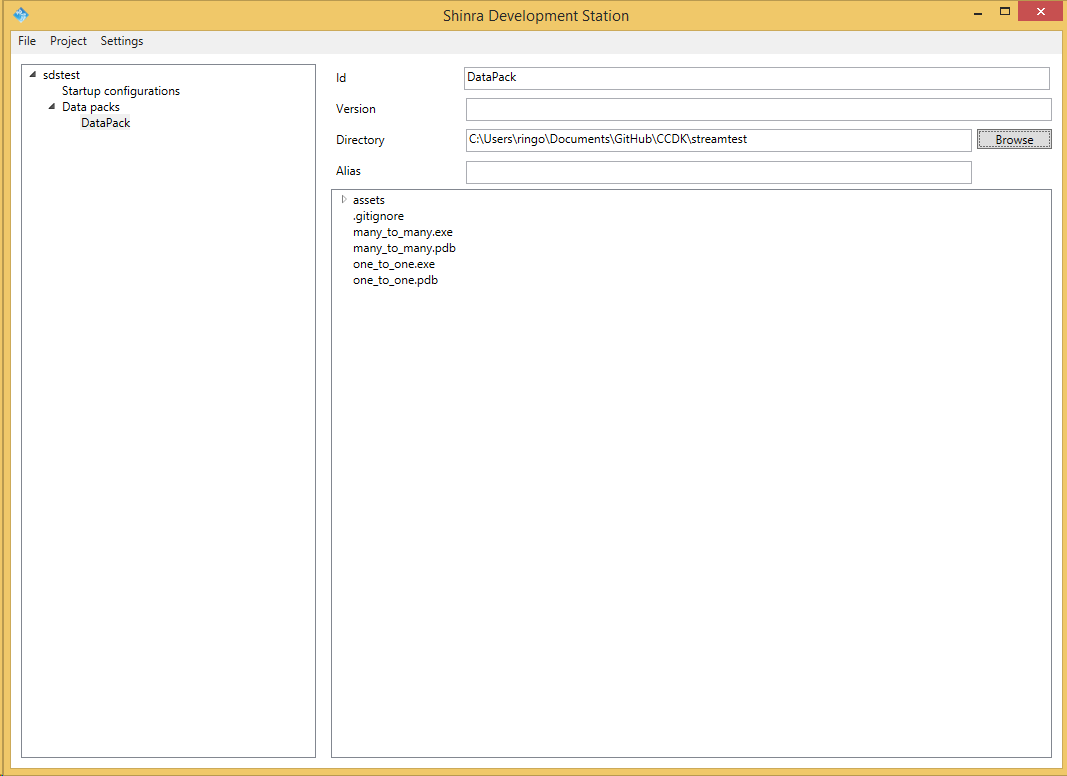 Shinra Development Station
File Project Settings
sdstest
Startup configurations
Data packs
DataPack
Id DataPack
Version
Directory C:\Users\ringo\Documents\GitHub\CCDK\streamtest Browse
Alias
assets
.gitignore
many_to_many.exe
many_to_many.pdb
one_to_one.exe
one_to_one.pdb